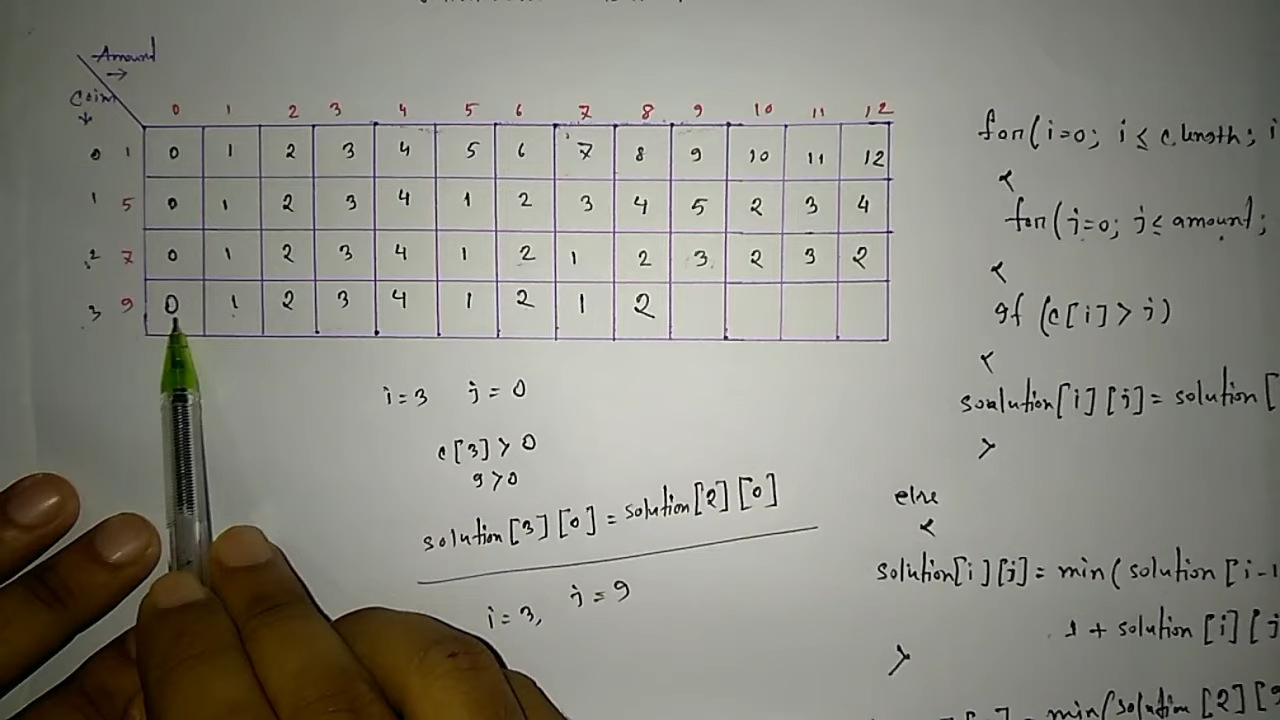 Amount
→
Coin
0 1 2 3 4 5 6 7 8 9 10 11 12
0 1 0 1 2 3 4 5 6 7 8 9 10 11 12
1 5 0 1 2 3 4 1 2 3 4 5 2 3 4
2 7 0 1 2 3 4 1 2 1 2 3 2 3 2
3 9 0 1 2 3 4 1 2 1 2
i=3 j=0
c[3] > 0
9 > 0
solution[3][0] = solution[2][0]
i=3, j=9
for(i=0; i ≤ c.length; i
{
for(j=0; j ≤ amount;
{
if (c[i] > j)
{
soalution[i][j] = solution[
}
else
{
solution[i][j] = min(solution[i-1
1 + solution[i][j
}
] = min(solution[2][9